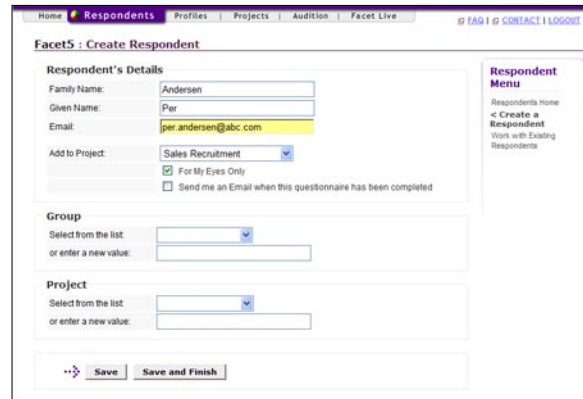 Home Respondents | Profiles | Projects | Audition | Facet Live
FAQ | CONTACT | LOGOUT
Facet5 : Create Respondent
Respondent's Details
Family Name: Andersen
Given Name: Per
Email: per.andersen@abc.com
Add to Project: Sales Recruitment
For My Eyes Only
Send me an Email when this questionnaire has been completed
Group
Select from the list:
or enter a new value:
Project
Select from the list:
or enter a new value:
Save Save and Finish
Respondent
Menu
Respondents Home
< Create a
Respondent
Work with Existing
Respondents